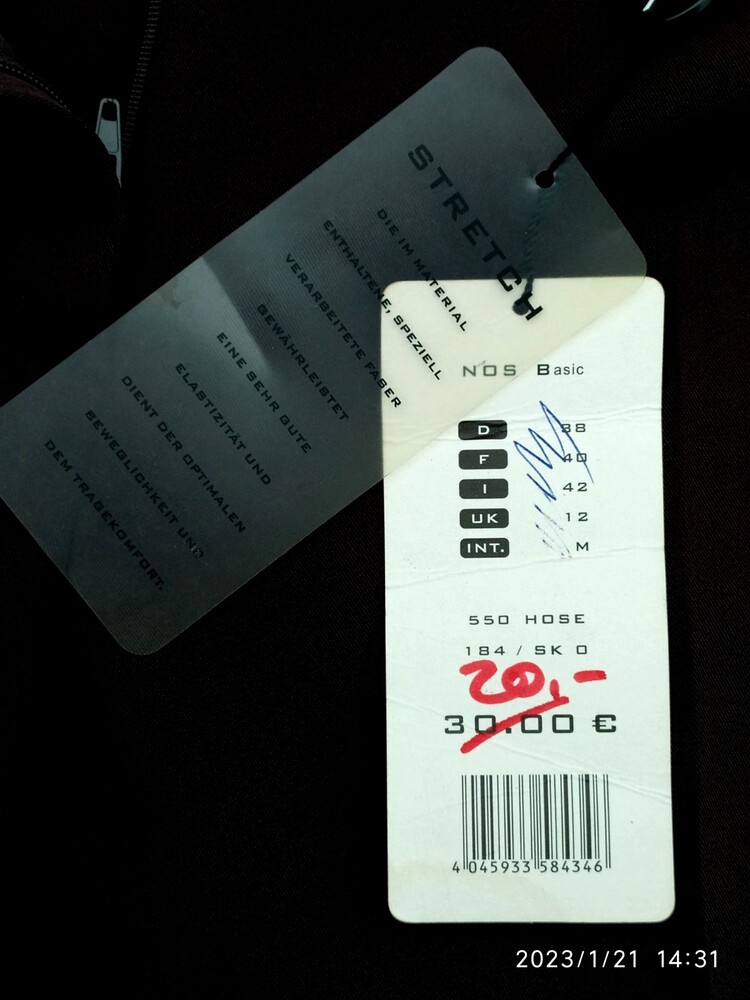 STRETCH
DIE IM MATERIAL
ENTHALTENE, SPEZIELL
VERARBEITETE FASER
GEWÄHRLEISTET
EINE SEHR GUTE
ELASTIZITÄT UND
DIENT DER OPTIMALEN
BEWEGLICHKEIT UND
DEM TRAGEKOMFORT.
NOS Basic
D 38
F 40
I 42
UK 12
INT. M
550 HOSE
184 / SK 0
20,-
30.00 €
4 045933 584346
2023/1/21 14:31